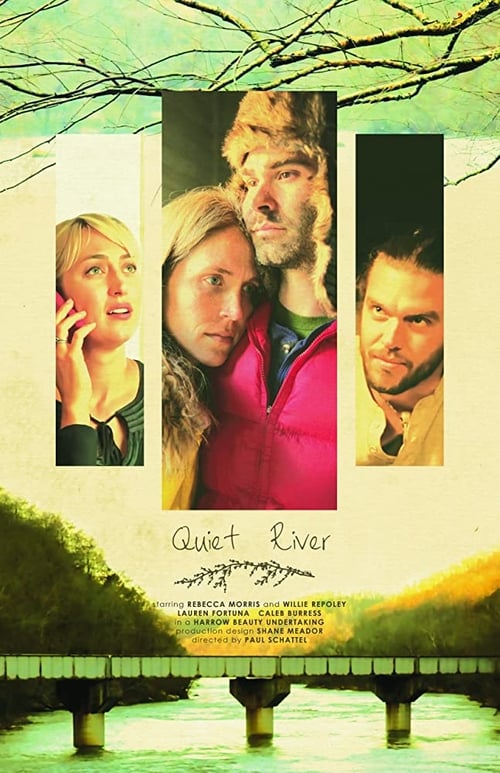 Quiet River
starring REBECCA MORRIS and WILLIE REPOLEY
LAUREN FORTUNA CALEB BURRESS
in a HARROW BEAUTY UNDERTAKING
production design SHANE MEADOR
directed by PAUL SCHATTEL